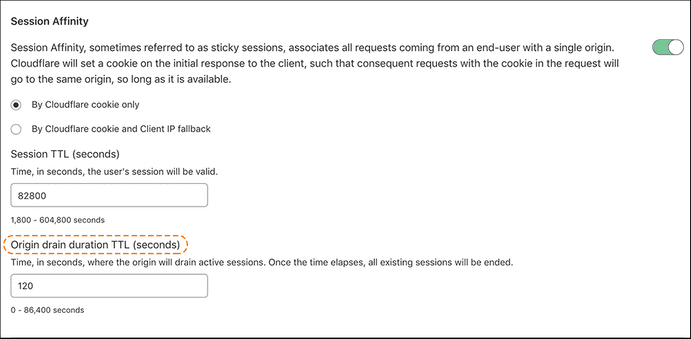 Session Affinity
Session Affinity, sometimes referred to as sticky sessions, associates all requests coming from an end-user with a single origin.
Cloudflare will set a cookie on the initial response to the client, such that consequent requests with the cookie in the request will
go to the same origin, so long as it is available.
By Cloudflare cookie only
By Cloudflare cookie and Client IP fallback
Session TTL (seconds)
Time, in seconds, the user's session will be valid.
82800
1,800 - 604,800 seconds
Origin drain duration TTL (seconds)
Time, in seconds, where the origin will drain active sessions. Once the time elapses, all existing sessions will be ended.
120
0 - 86,400 seconds